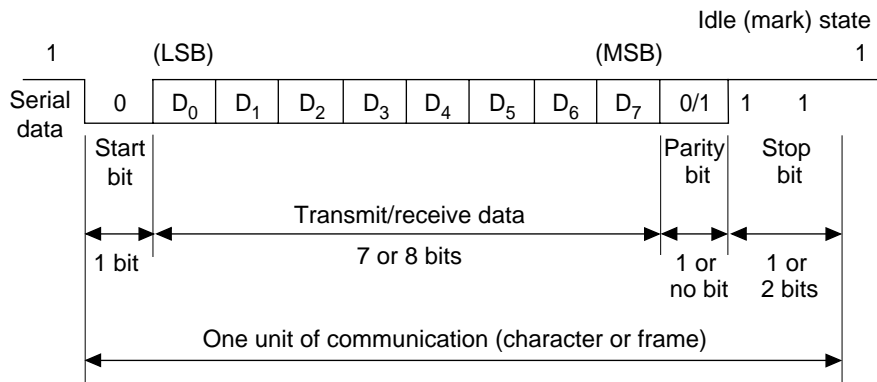 Idle (mark) state
1 (LSB) (MSB) 1
Serial data
0 D₀ D₁ D₂ D₃ D₄ D₅ D₆ D₇ 0/1 1 1
Start bit
Parity bit
Stop bit
Transmit/receive data
1 bit
7 or 8 bits
1 or no bit
1 or 2 bits
One unit of communication (character or frame)